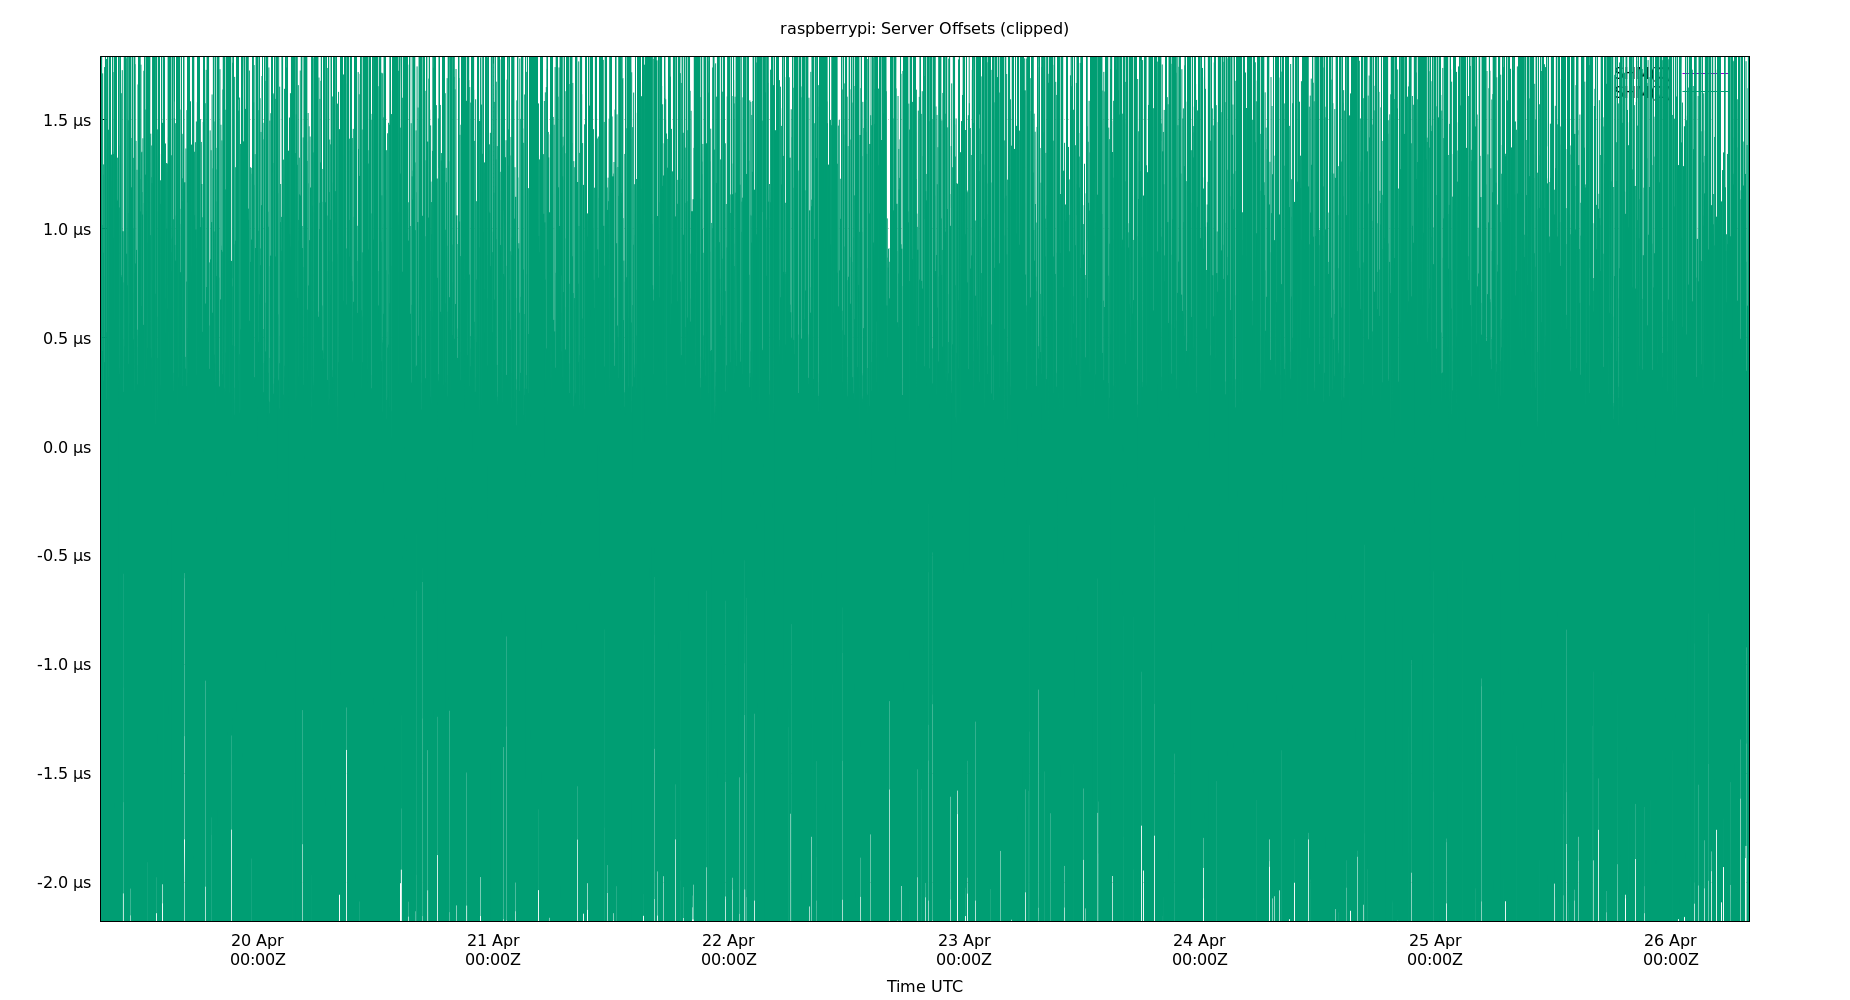 raspberrypi: Server Offsets (clipped)
1.5 µs
1.0 µs
0.5 µs
0.0 µs
-0.5 µs
-1.0 µs
-1.5 µs
-2.0 µs
20 Apr 21 Apr 22 Apr 23 Apr 24 Apr 25 Apr 26 Apr
00:00Z 00:00Z 00:00Z 00:00Z 00:00Z 00:00Z 00:00Z
Time UTC